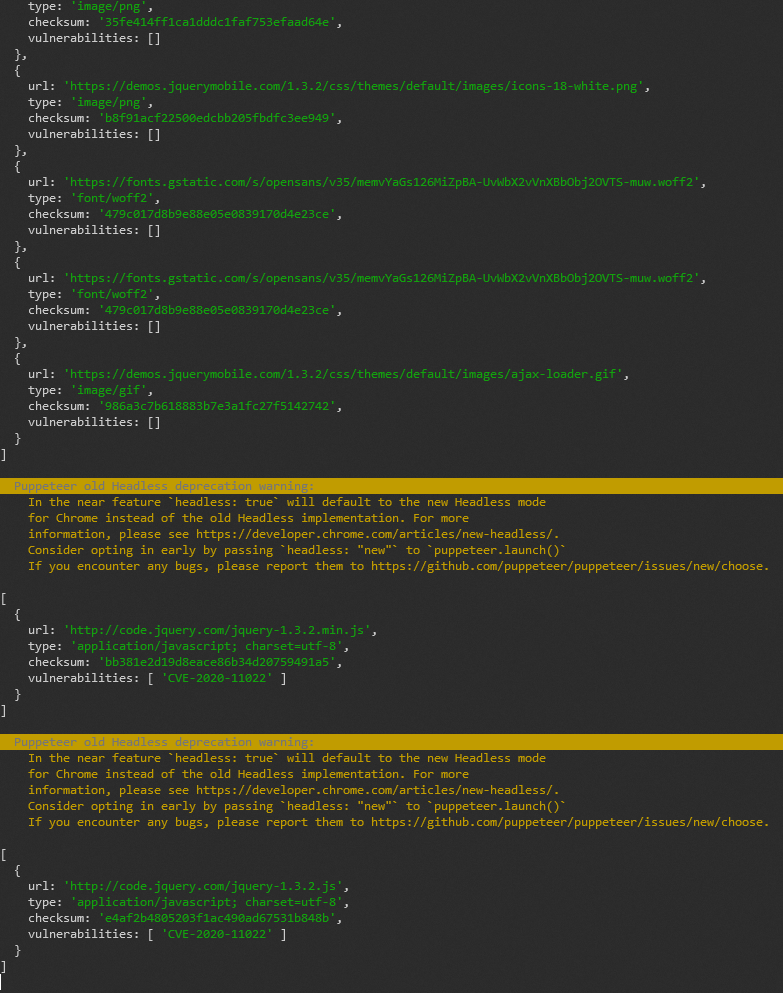 type: 'image/png',
checksum: '35fe414ff1ca1dddc1faf753efaad64e',
vulnerabilities: []
},
{
url: 'https://demos.jquerymobile.com/1.3.2/css/themes/default/images/icons-18-white.png',
type: 'image/png',
checksum: 'b8f91acf22500edcbb205fbdfc3ee949',
vulnerabilities: []
},
{
url: 'https://fonts.gstatic.com/s/opensans/v35/memvYaGs126MiZpBA-UvWbX2vVnXBbObj2OVTS-muw.woff2',
type: 'font/woff2',
checksum: '479c017d8b9e88e05e0839170d4e23ce',
vulnerabilities: []
},
{
url: 'https://fonts.gstatic.com/s/opensans/v35/memvYaGs126MiZpBA-UvWbX2vVnXBbObj2OVTS-muw.woff2',
type: 'font/woff2',
checksum: '479c017d8b9e88e05e0839170d4e23ce',
vulnerabilities: []
},
{
url: 'https://demos.jquerymobile.com/1.3.2/css/themes/default/images/ajax-loader.gif',
type: 'image/gif',
checksum: '986a3c7b618883b7e3a1fc27f5142742',
vulnerabilities: []
}
]
Puppeteer old Headless deprecation warning:
In the near feature `headless: true` will default to the new Headless mode
for Chrome instead of the old Headless implementation. For more
information, please see https://developer.chrome.com/articles/new-headless/.
Consider opting in early by passing `headless: "new"` to `puppeteer.launch()`
If you encounter any bugs, please report them to https://github.com/puppeteer/puppeteer/issues/new/choose.
[
{
url: 'http://code.jquery.com/jquery-1.3.2.min.js',
type: 'application/javascript; charset=utf-8',
checksum: 'bb381e2d19d8eace86b34d20759491a5',
vulnerabilities: [ 'CVE-2020-11022' ]
}
]
Puppeteer old Headless deprecation warning:
In the near feature `headless: true` will default to the new Headless mode
for Chrome instead of the old Headless implementation. For more
information, please see https://developer.chrome.com/articles/new-headless/.
Consider opting in early by passing `headless: "new"` to `puppeteer.launch()`
If you encounter any bugs, please report them to https://github.com/puppeteer/puppeteer/issues/new/choose.
[
{
url: 'http://code.jquery.com/jquery-1.3.2.js',
type: 'application/javascript; charset=utf-8',
checksum: 'e4af2b4805203f1ac490ad67531b848b',
vulnerabilities: [ 'CVE-2020-11022' ]
}
]